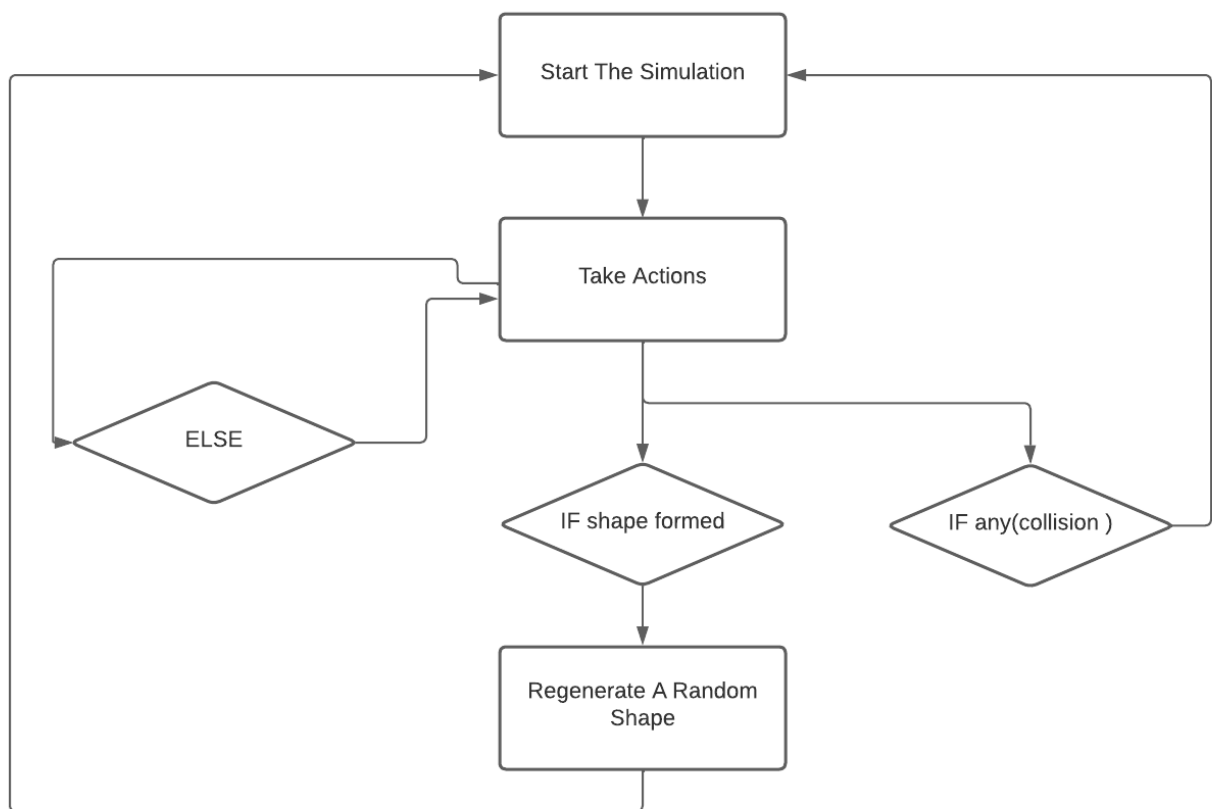 Start The Simulation
Take Actions
ELSE
IF shape formed
IF any(collision )
Regenerate A Random
Shape